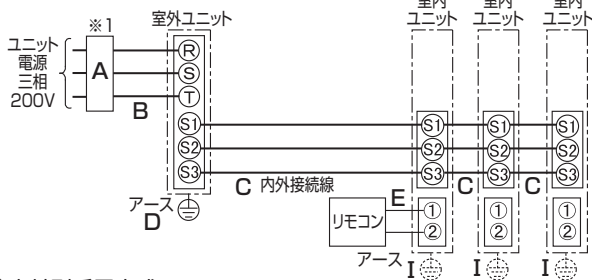 室内 室内 室内
※1 室外ユニット ユニット ユニット ユニット
ユニット
電源
三相
200V
A
B
R
S
T
S1 S1 S1 S1
S2 S2 S2 S2
S3 S3 S3 S3
C 内外接続線 C C
アース
D
E
リモコン
① ① ①
② ② ②
アース I I I